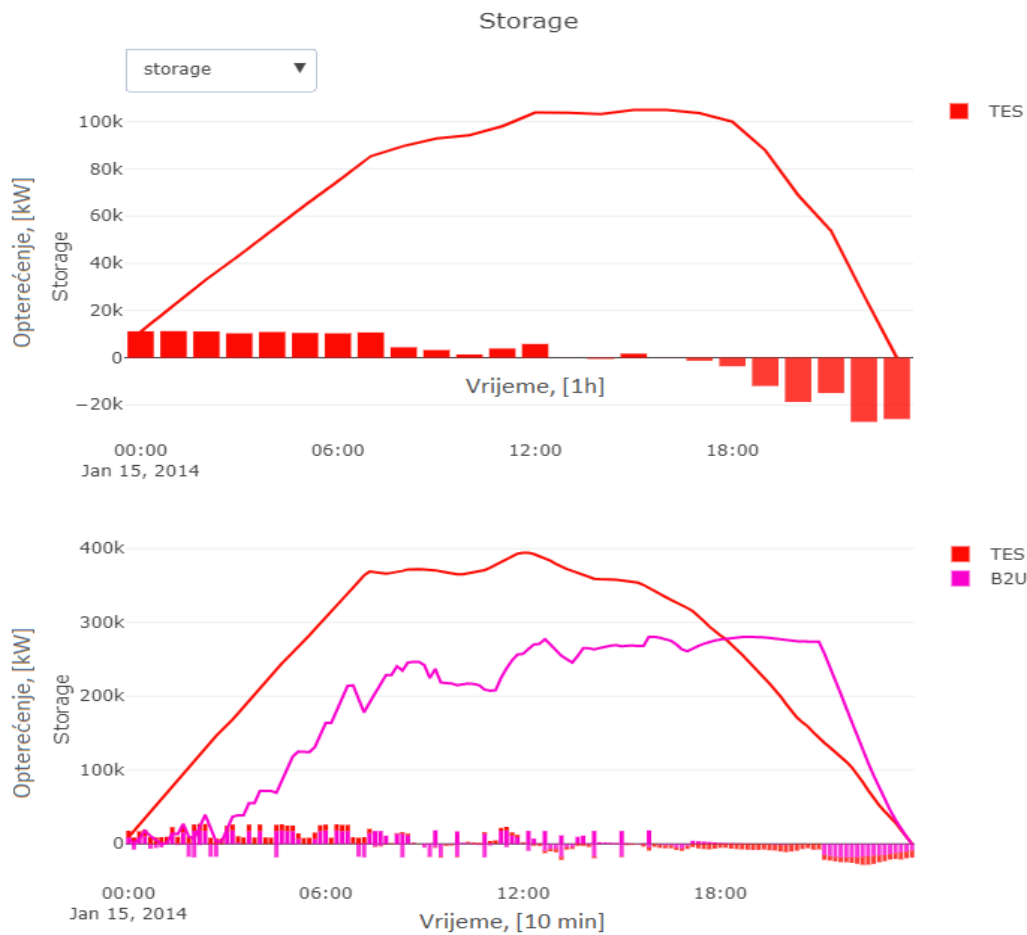 Storage
storage
TES
100k
80k
60k
40k
20k
0
−20k
Opterećenje, [kW]
Storage
Vrijeme, [1h]
00:00
06:00
12:00
18:00
Jan 15, 2014
400k
300k
200k
100k
0
TES
B2U
Opterećenje, [kW]
Storage
00:00
06:00
12:00
18:00
Jan 15, 2014
Vrijeme, [10 min]